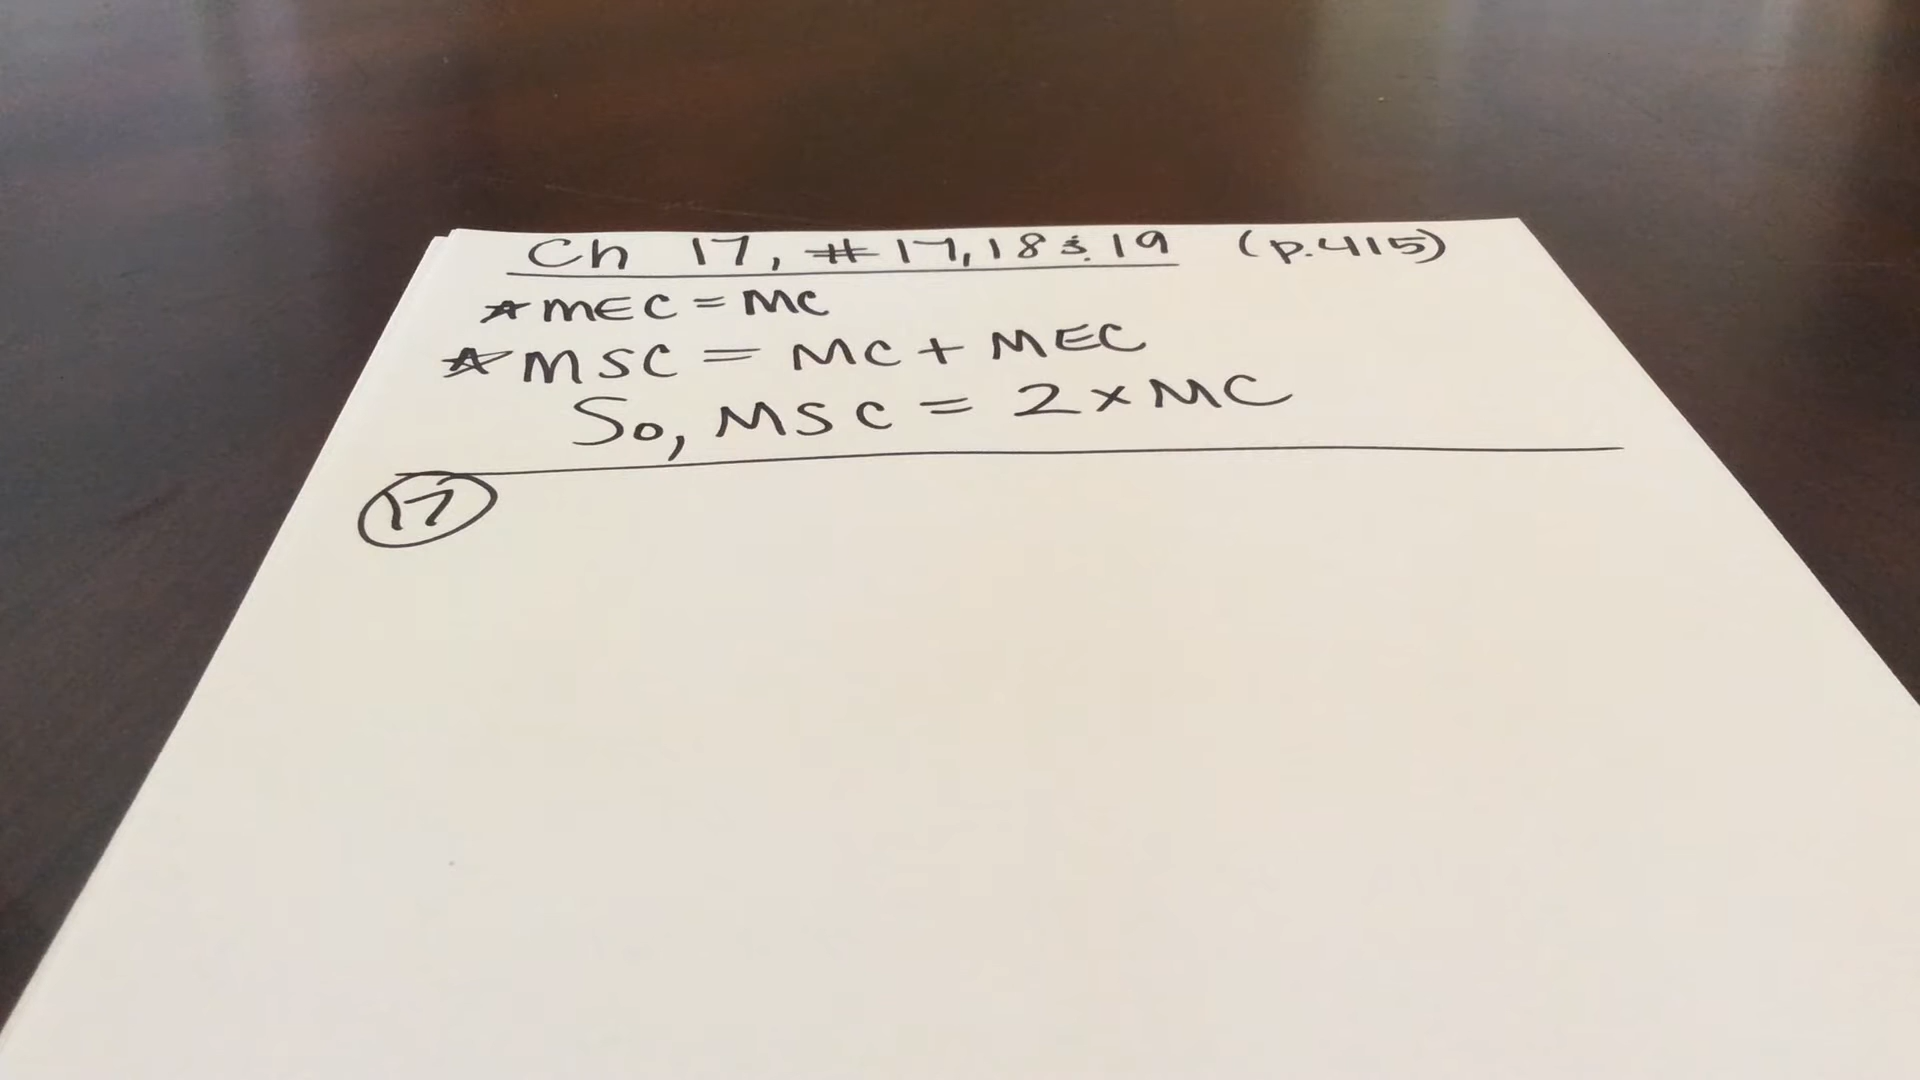 Ch 17, # 17, 18 & 19 (p. 415)
☆ MEC = MC
☆ MSC = MC + MEC
So, MSC = 2 x MC
17